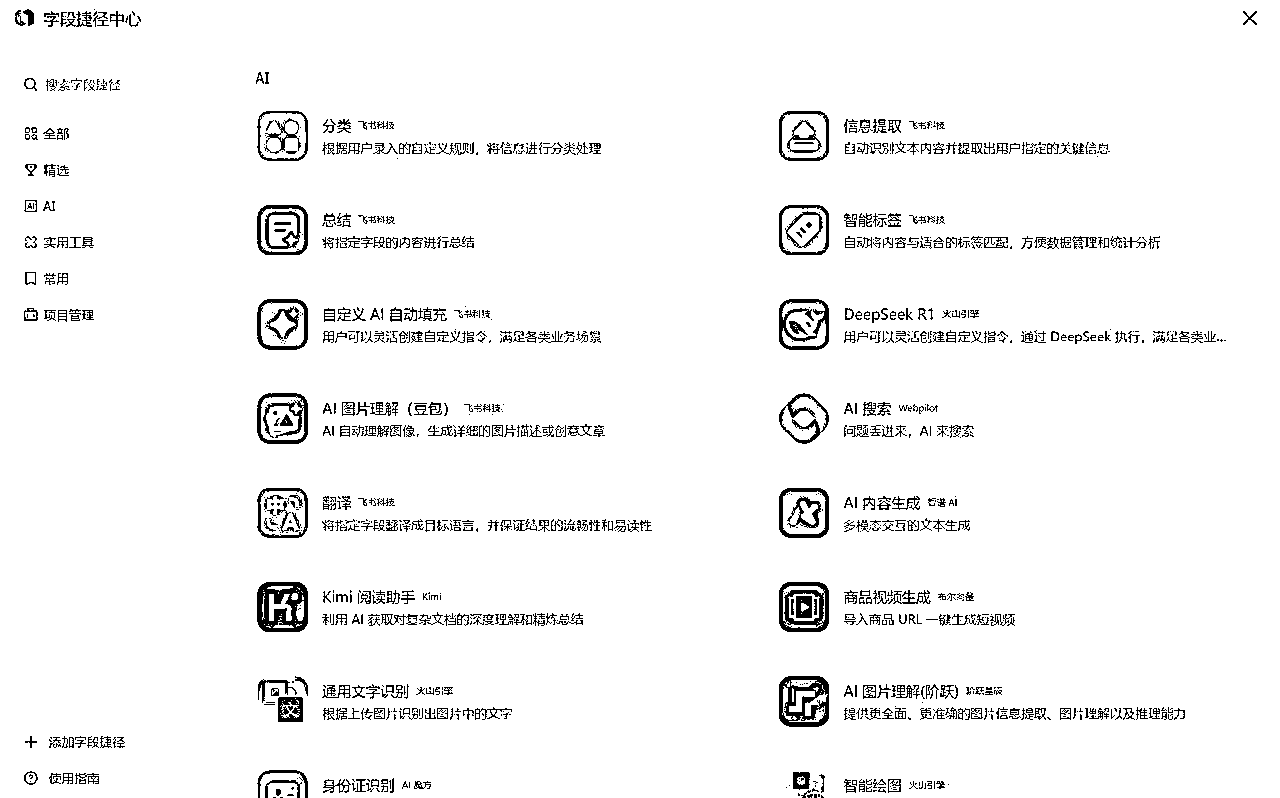 字段捷径中心
搜索字段捷径
全部
精选
AI
实用工具
常用
项目管理
添加字段捷径
使用指南
AI
分类 飞书科技
根据用户录入的自定义规则，将信息进行分类处理
信息提取 飞书科技
自动识别文本内容并提取出用户指定的关键信息
总结 飞书科技
将指定字段的内容进行总结
智能标签 飞书科技
自动将内容与适合的标签匹配，方便数据管理和统计分析
自定义 AI 自动填充 飞书科技
用户可以灵活创建自定义指令，满足各类业务场景
DeepSeek R1 火山引擎
用户可以灵活创建自定义指令，通过 DeepSeek 执行，满足各类业...
AI 图片理解（豆包） 飞书科技
AI 自动理解图像，生成详细的图片描述或创意文章
AI 搜索 Webpilot
问题丢进来，AI 来搜索
翻译 飞书科技
将指定字段翻译成目标语言，并保证结果的流畅性和易读性
AI 内容生成 智谱 AI
多模态交互的文本生成
Kimi 阅读助手 Kimi
利用 AI 获取对复杂文档的深度理解和精炼总结
商品视频生成
导入商品 URL 一键生成短视频
通用文字识别 火山引擎
根据上传图片识别出图片中的文字
AI 图片理解(阶跃) 阶跃星辰
提供更全面、更准确的图片信息提取、图片理解以及推理能力
身份证识别 AI 魔方
智能绘图 火山引擎